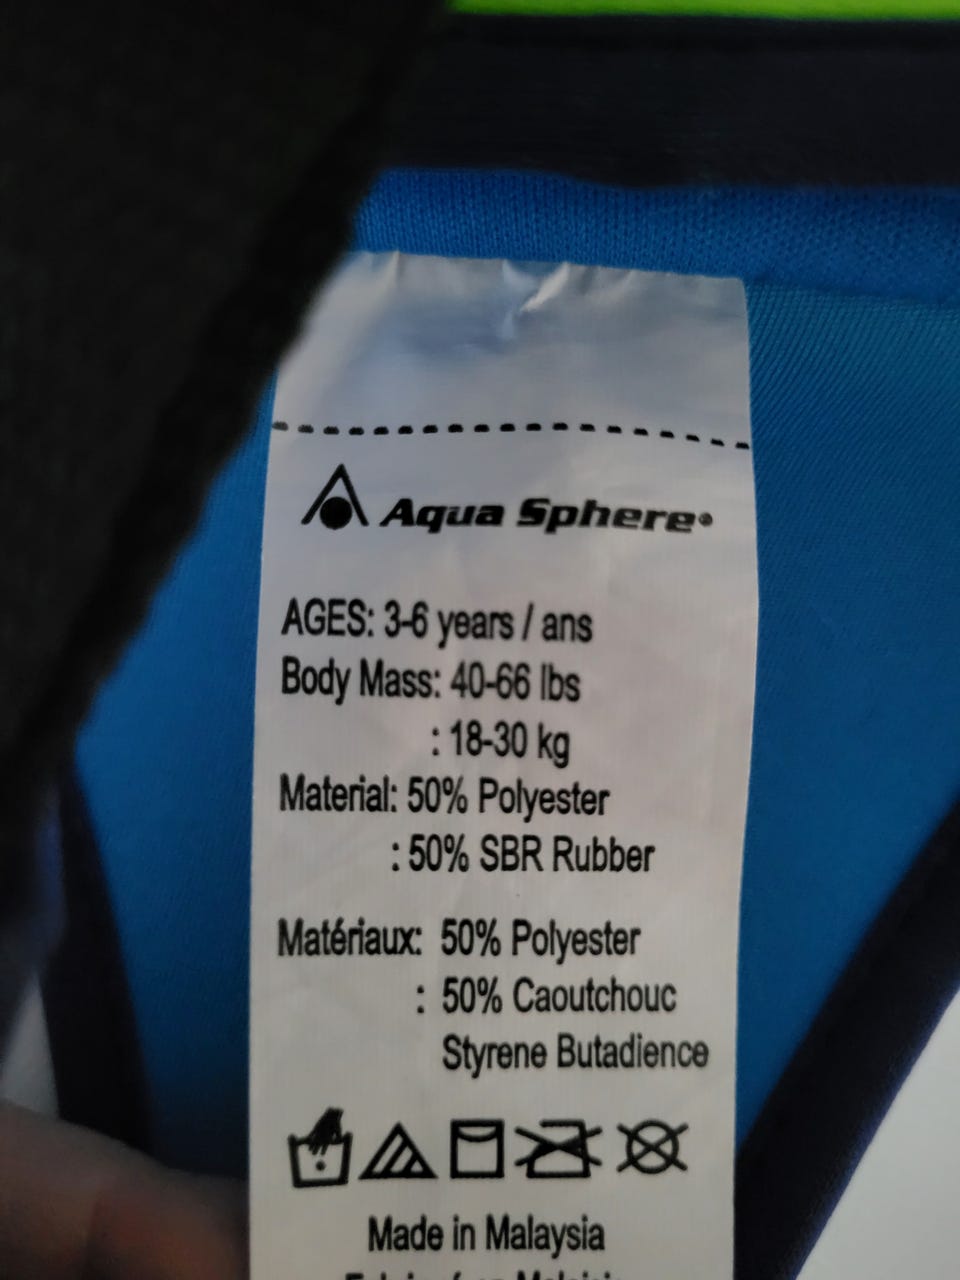 Aqua Sphere®
AGES: 3-6 years / ans
Body Mass: 40-66 lbs
: 18-30 kg
Material: 50% Polyester
: 50% SBR Rubber
Matériaux: 50% Polyester
: 50% Caoutchouc
Styrene Butadience
Made in Malaysia